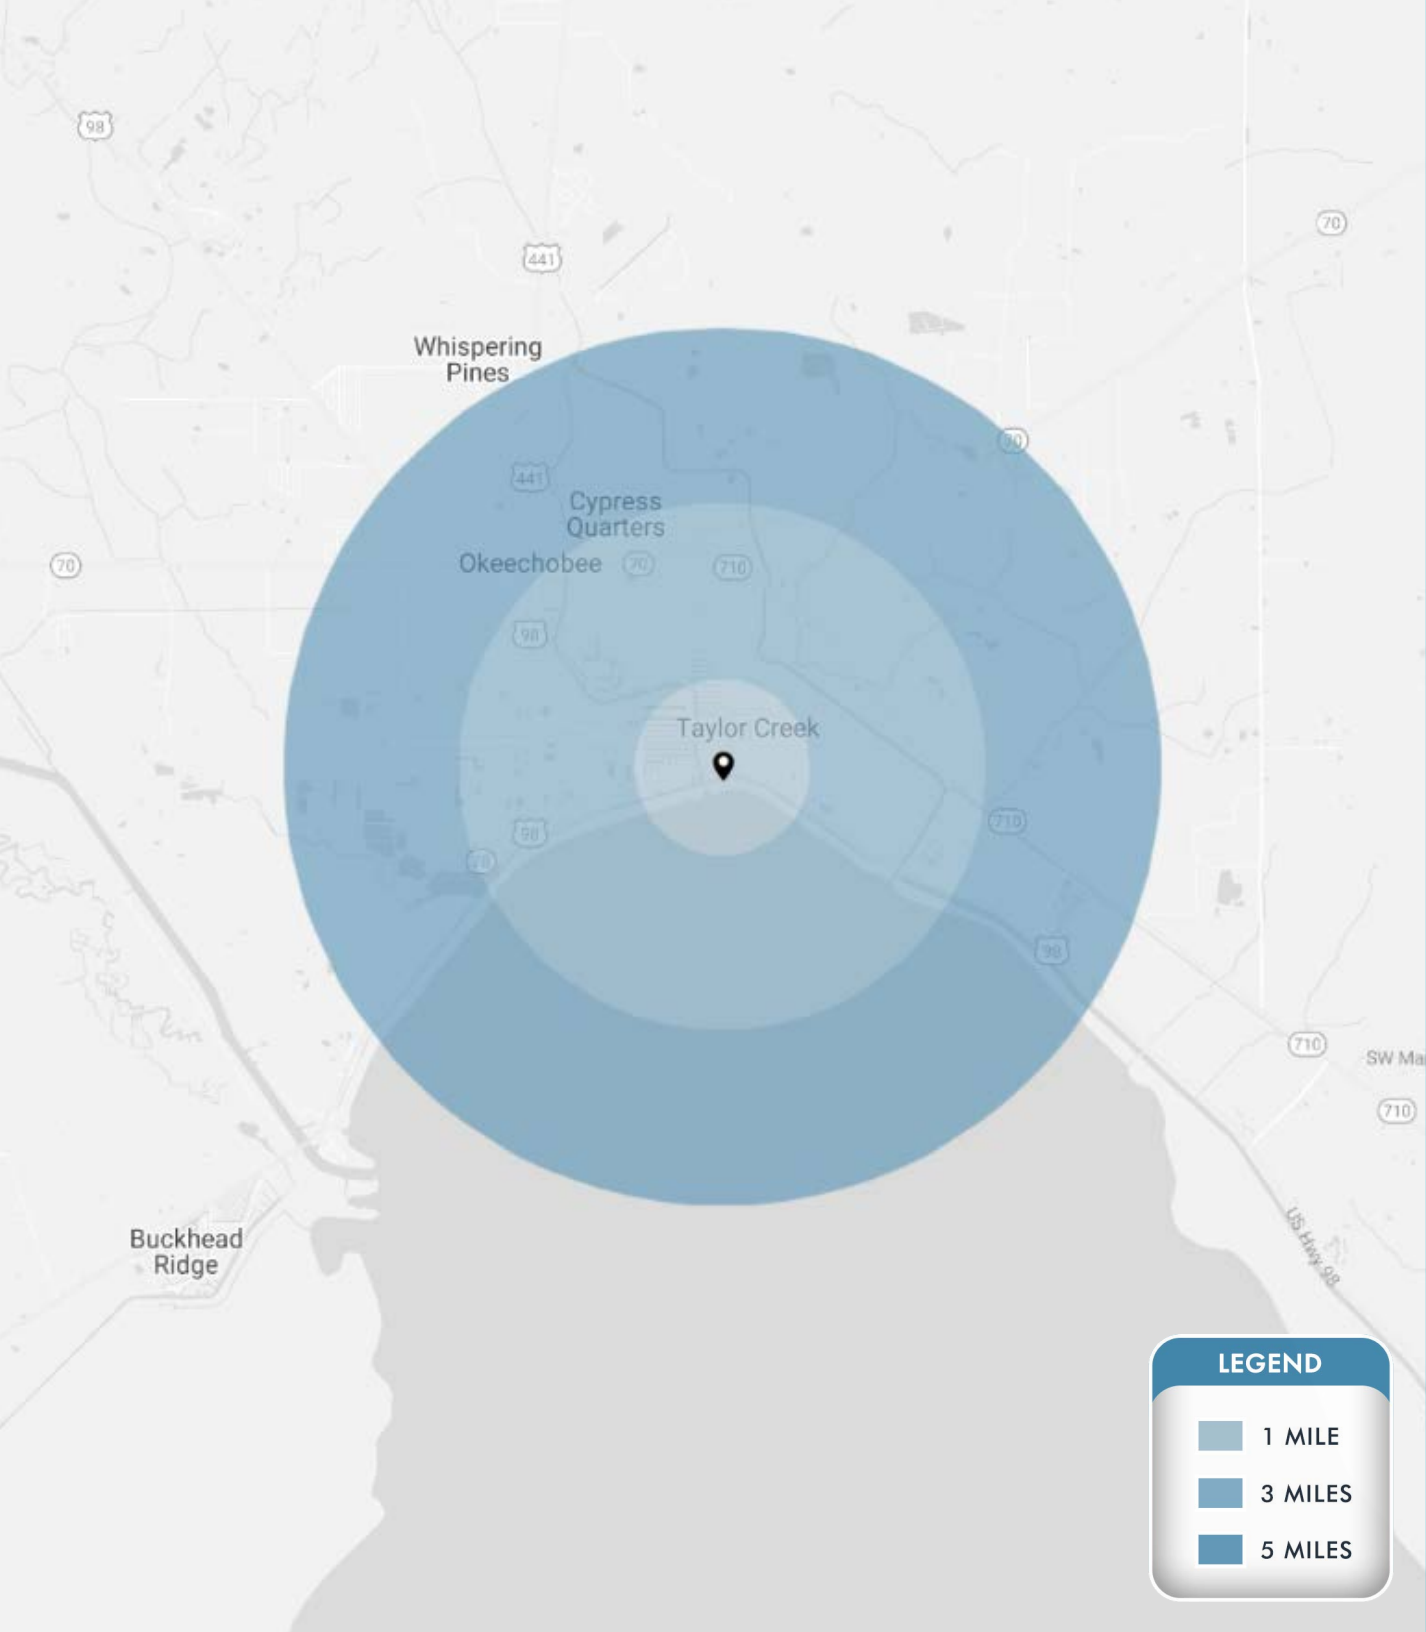 98
70
441
Whispering
Pines
70
441
Cypress
Quarters
Okeechobee
70
710
70
98
Taylor Creek
98
710
78
98
710
SW Ma
710
Buckhead
Ridge
US Hwy 98
LEGEND
1 MILE
3 MILES
5 MILES